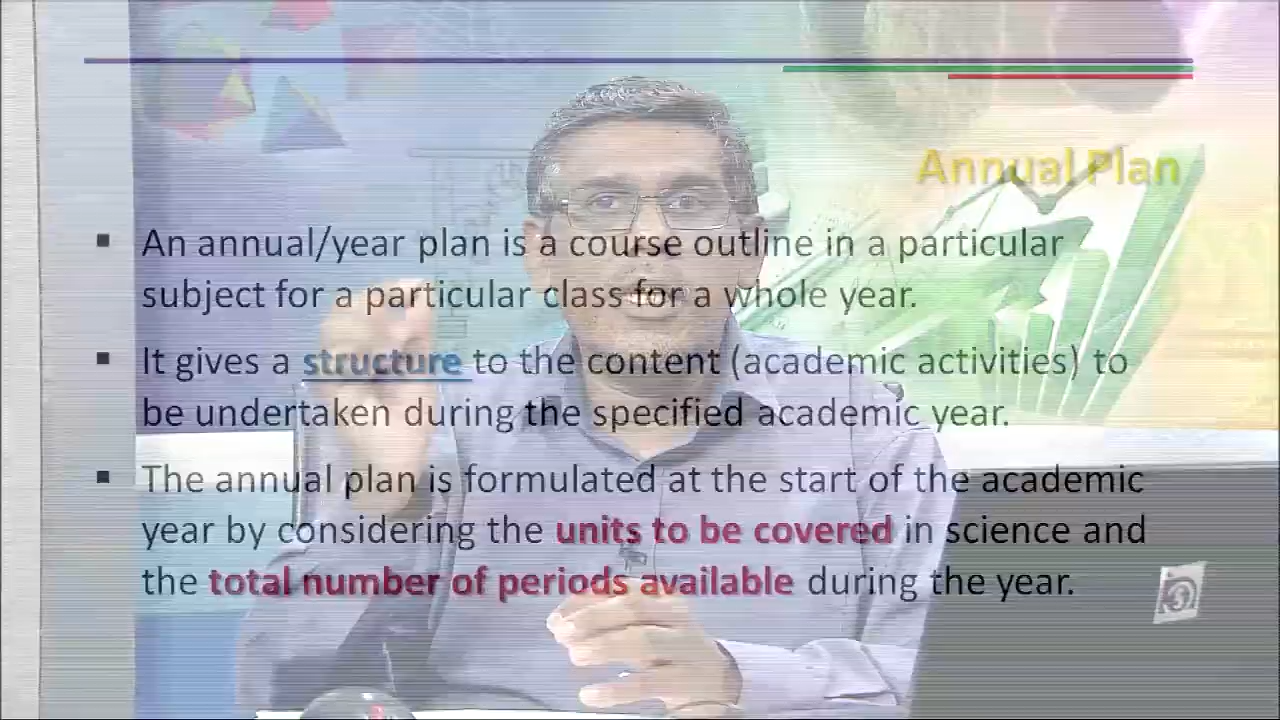 Annual Plan
▪ An annual/year plan is a course outline in a particular
subject for a particular class for a whole year.
▪ It gives a structure to the content (academic activities) to
be undertaken during the specified academic year.
▪ The annual plan is formulated at the start of the academic
year by considering the units to be covered in science and
the total number of periods available during the year.